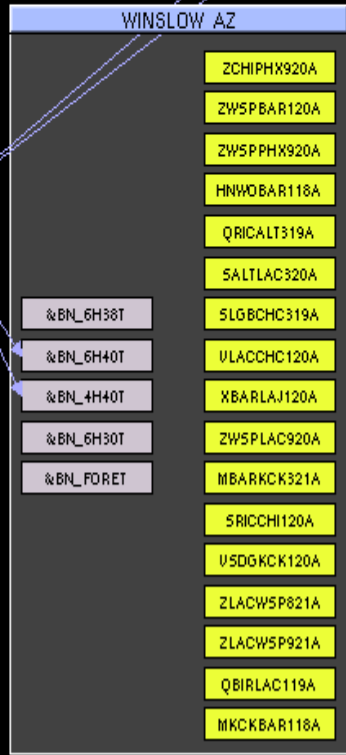 WINSLOW AZ
ZCHIPHX920A
ZWSPBAR120A
ZWSPPHX920A
HNWOBAR118A
QRICALT319A
SALTLAC320A
&BN_6H38T SLGBCHC319A
&BN_6H40T VLACCHC120A
&BN_4H40T XBARLAJ120A
&BN_6H30T ZWSPLAC920A
&BN_FORET MBARKCK321A
SRICCHI120A
VSDGKCK120A
ZLACWSP821A
ZLACWSP921A
QBIRLAC119A
MKCKBAR118A